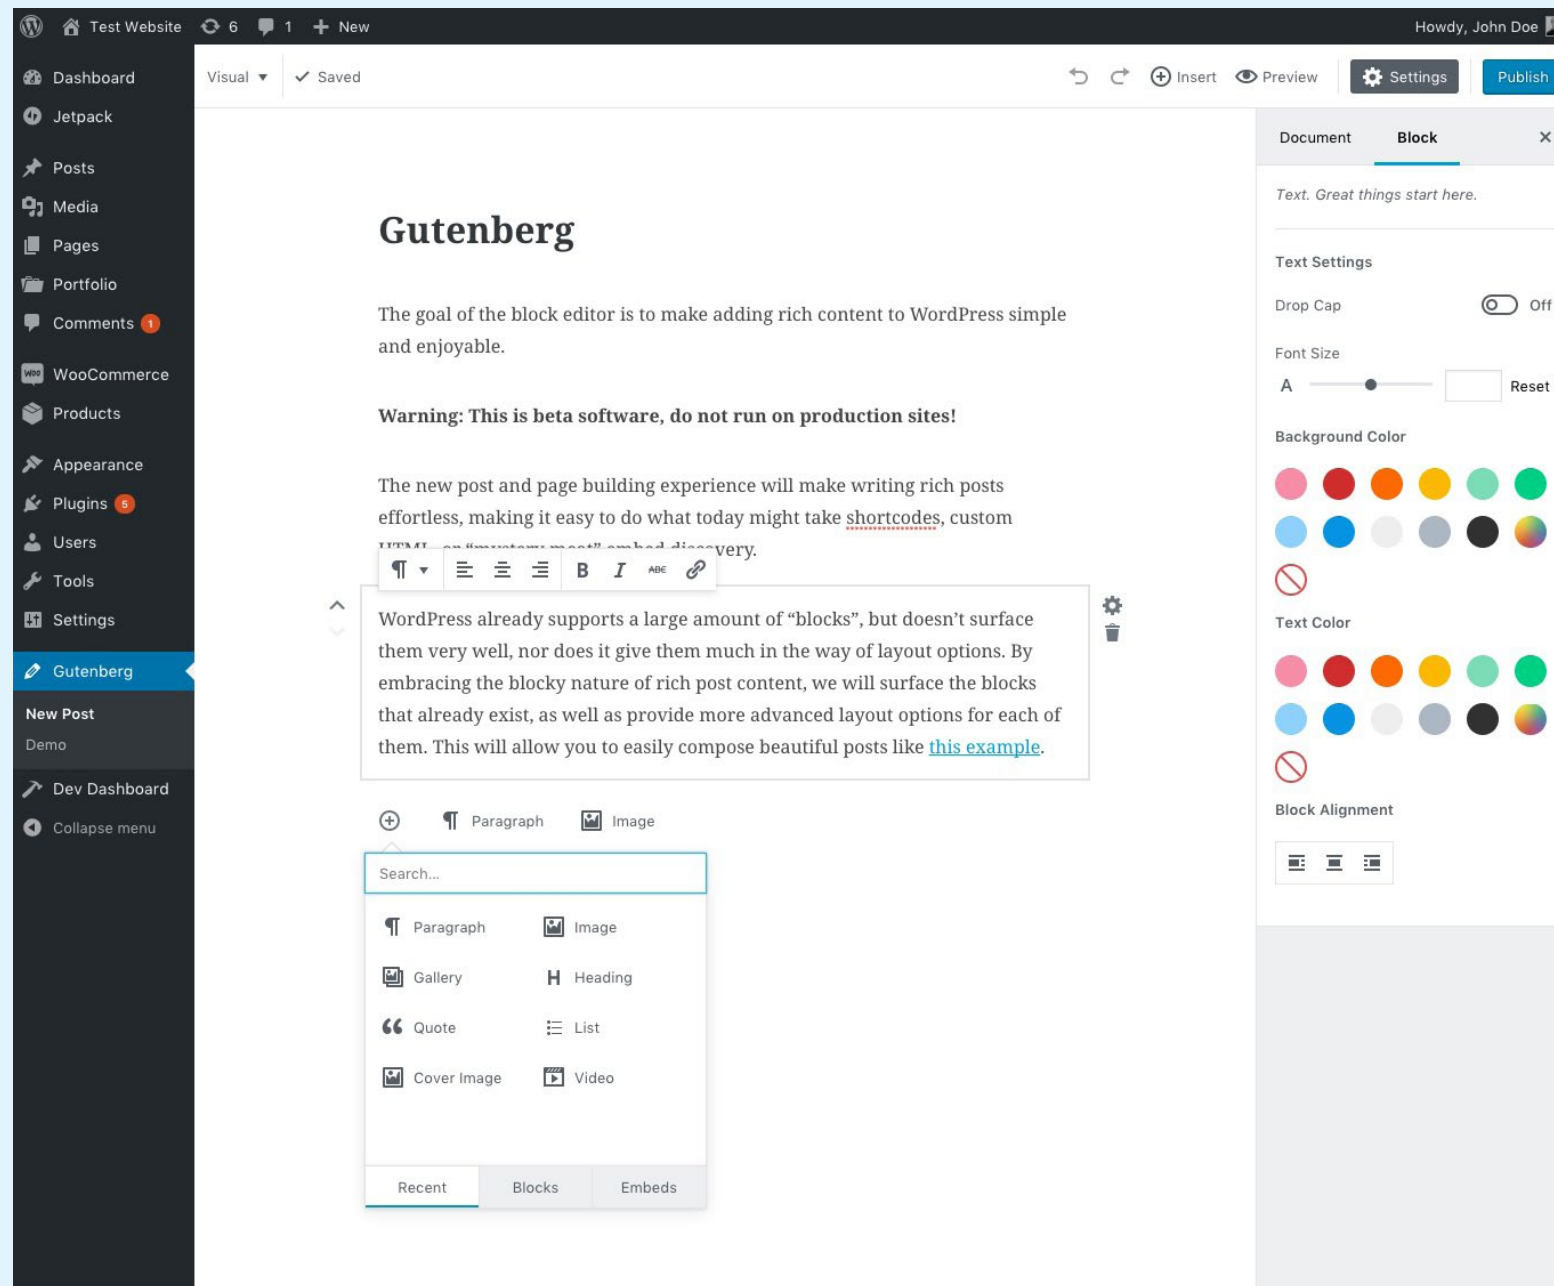 Test Website 6 1 New
Howdy, John Doe
Dashboard
Jetpack
Posts
Media
Pages
Portfolio
Comments 1
WooCommerce
Products
Appearance
Plugins 5
Users
Tools
Settings
Gutenberg
New Post
Demo
Dev Dashboard
Collapse menu
Visual Saved
Insert Preview Settings Publish
Gutenberg
The goal of the block editor is to make adding rich content to WordPress simple
and enjoyable.
Warning: This is beta software, do not run on production sites!
The new post and page building experience will make writing rich posts
effortless, making it easy to do what today might take shortcodes, custom
HTML, or “mystery meat” embed discovery.
B I ABC
WordPress already supports a large amount of “blocks”, but doesn’t surface
them very well, nor does it give them much in the way of layout options. By
embracing the blocky nature of rich post content, we will surface the blocks
that already exist, as well as provide more advanced layout options for each of
them. This will allow you to easily compose beautiful posts like this example.
Paragraph Image
Search...
Paragraph Image
Gallery H Heading
Quote List
Cover Image Video
Recent Blocks Embeds
Document Block
Text. Great things start here.
Text Settings
Drop Cap Off
Font Size
A Reset
Background Color
Text Color
Block Alignment